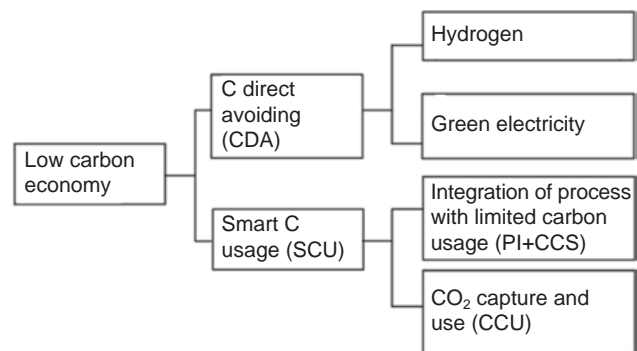 Low carbon
economy
C direct
avoiding
(CDA)
Smart C
usage (SCU)
Hydrogen
Green electricity
Integration of process
with limited carbon
usage (PI+CCS)
CO₂ capture and
use (CCU)